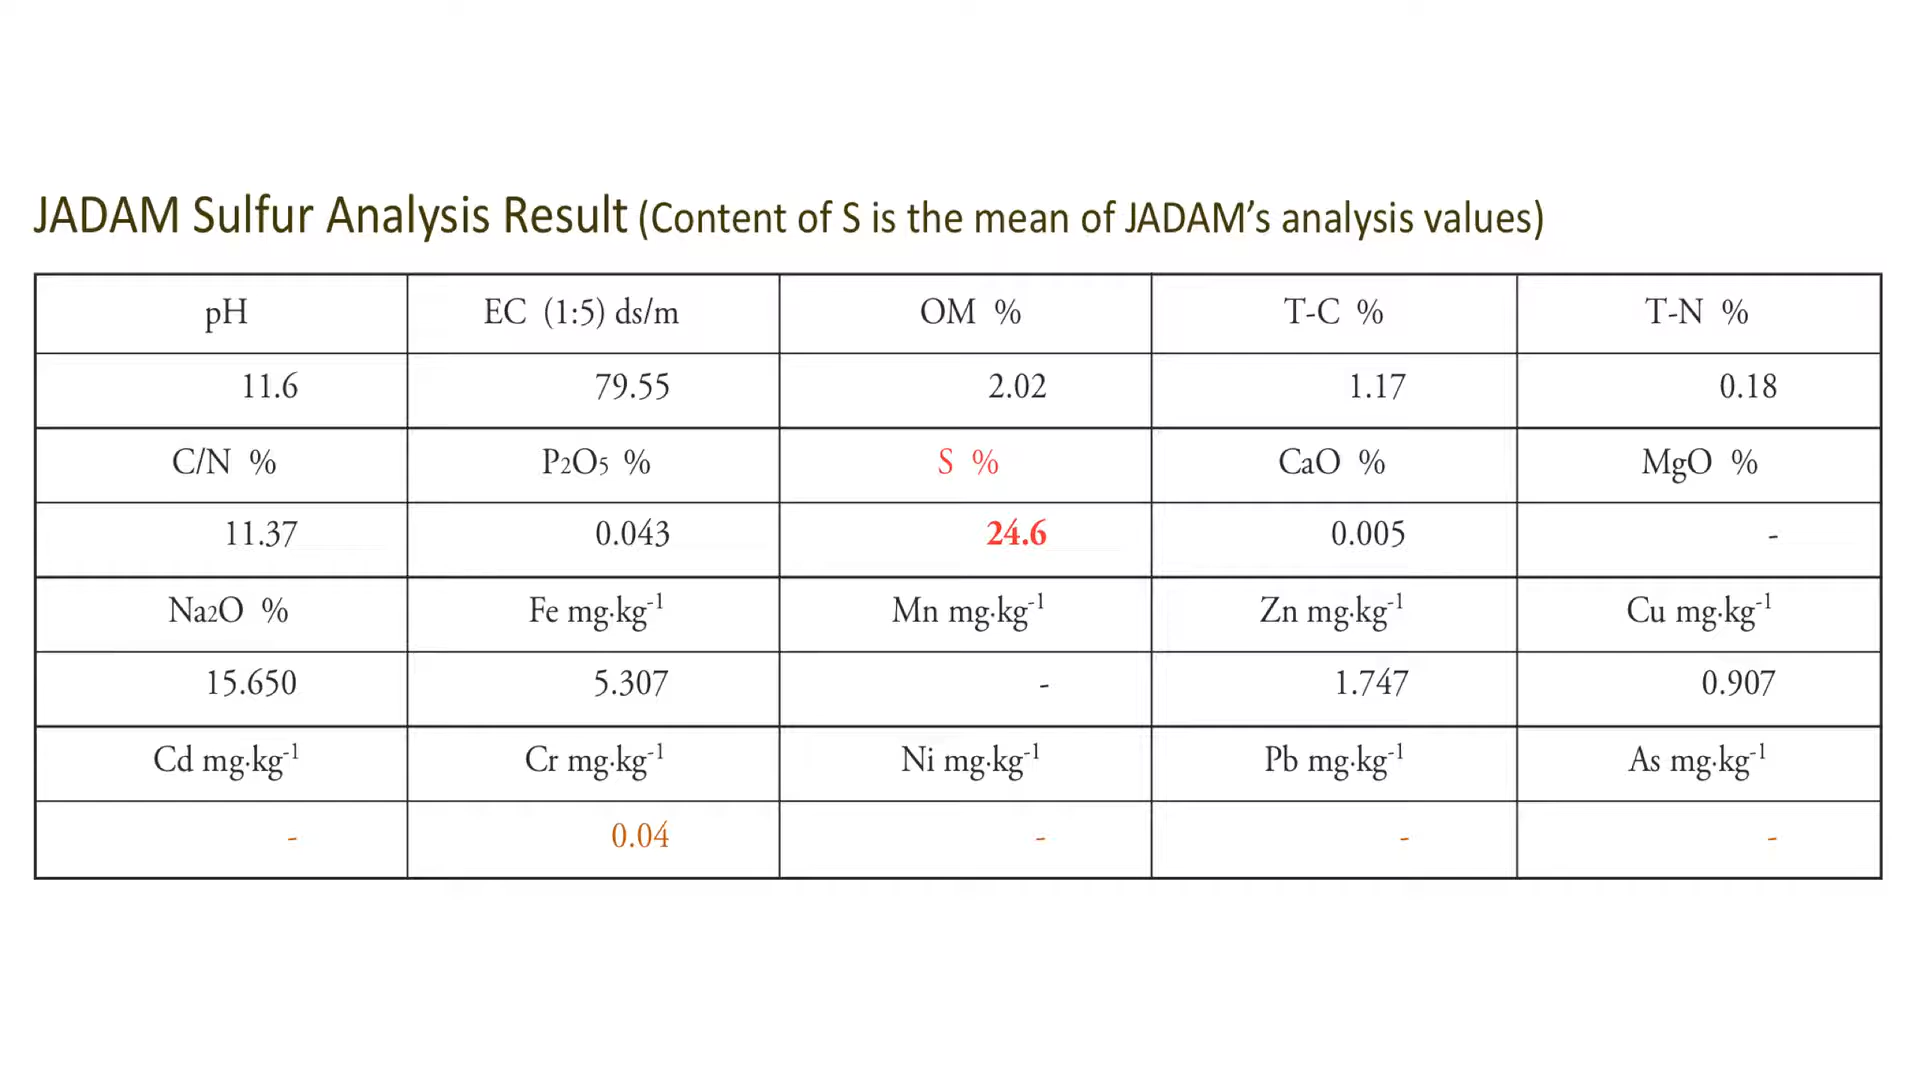 JADAM Sulfur Analysis Result (Content of S is the mean of JADAM's analysis values)
pH EC (1:5) ds/m OM % T-C % T-N %
11.6 79.55 2.02 1.17 0.18
C/N % P2O5 % S % CaO % MgO %
11.37 0.043 24.6 0.005 -
Na2O % Fe mg·kg-1 Mn mg·kg-1 Zn mg·kg-1 Cu mg·kg-1
15.650 5.307 - 1.747 0.907
Cd mg·kg-1 Cr mg·kg-1 Ni mg·kg-1 Pb mg·kg-1 As mg·kg-1
- 0.04 - - -